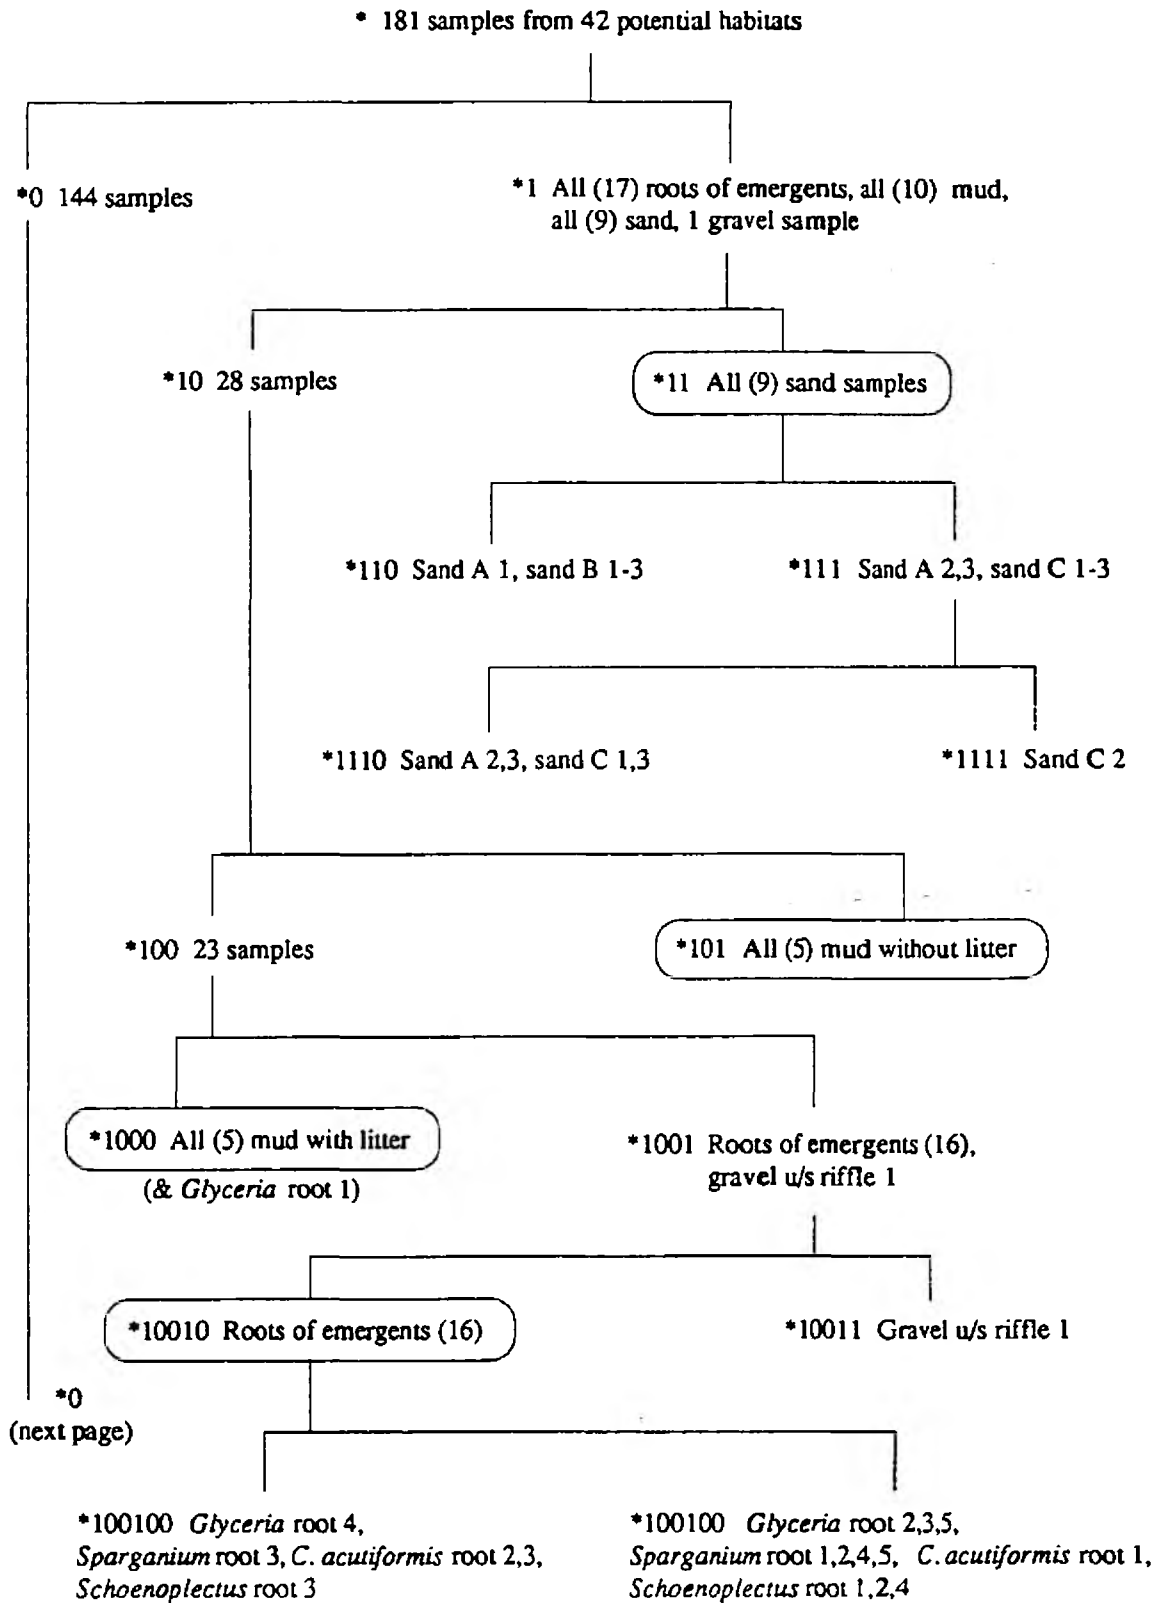 * 181 samples from 42 potential habitats
*0 144 samples
*1 All (17) roots of emergents, all (10) mud,
all (9) sand, 1 gravel sample
*10 28 samples
*11 All (9) sand samples
*110 Sand A 1, sand B 1-3
*111 Sand A 2,3, sand C 1-3
*1110 Sand A 2,3, sand C 1,3
*1111 Sand C 2
*100 23 samples
*101 All (5) mud without litter
*1000 All (5) mud with litter
(& Glyceria root 1)
*1001 Roots of emergents (16),
gravel u/s riffle 1
*10010 Roots of emergents (16)
*10011 Gravel u/s riffle 1
*0
(next page)
*100100 Glyceria root 4,
Sparganium root 3, C. acutiformis root 2,3,
Schoenoplectus root 3
*100100 Glyceria root 2,3,5,
Sparganium root 1,2,4,5, C. acutiformis root 1,
Schoenoplectus root 1,2,4